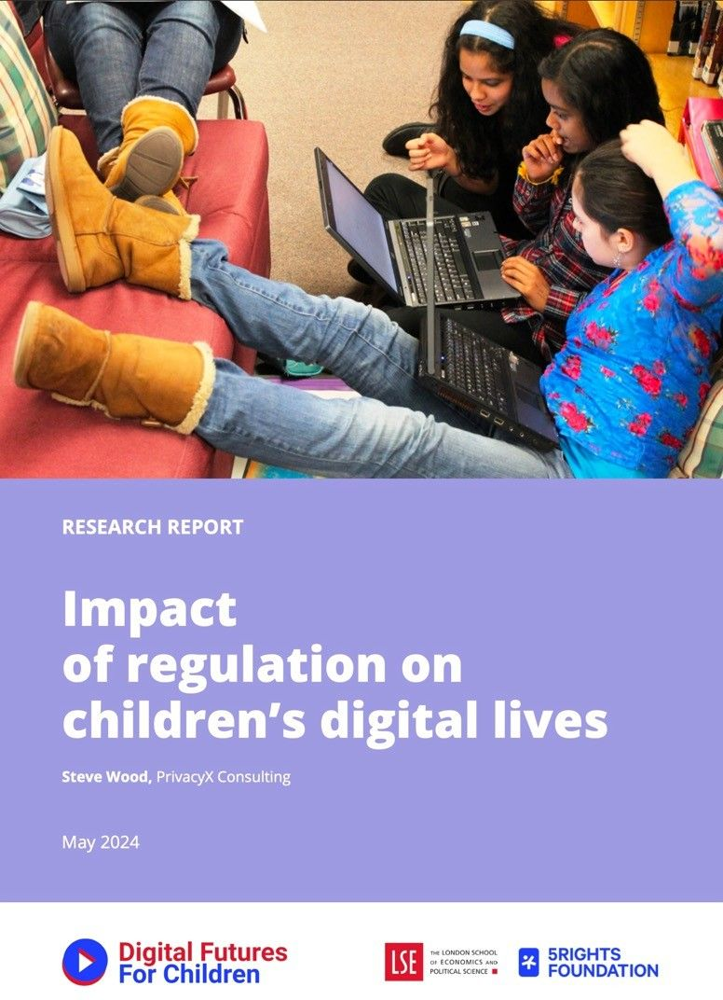 RESEARCH REPORT
Impact
of regulation on
children’s digital lives
Steve Wood, PrivacyX Consulting
May 2024
Digital Futures
For Children
LSE
THE LONDON SCHOOL
OF ECONOMICS AND
POLITICAL SCIENCE
5RIGHTS
FOUNDATION